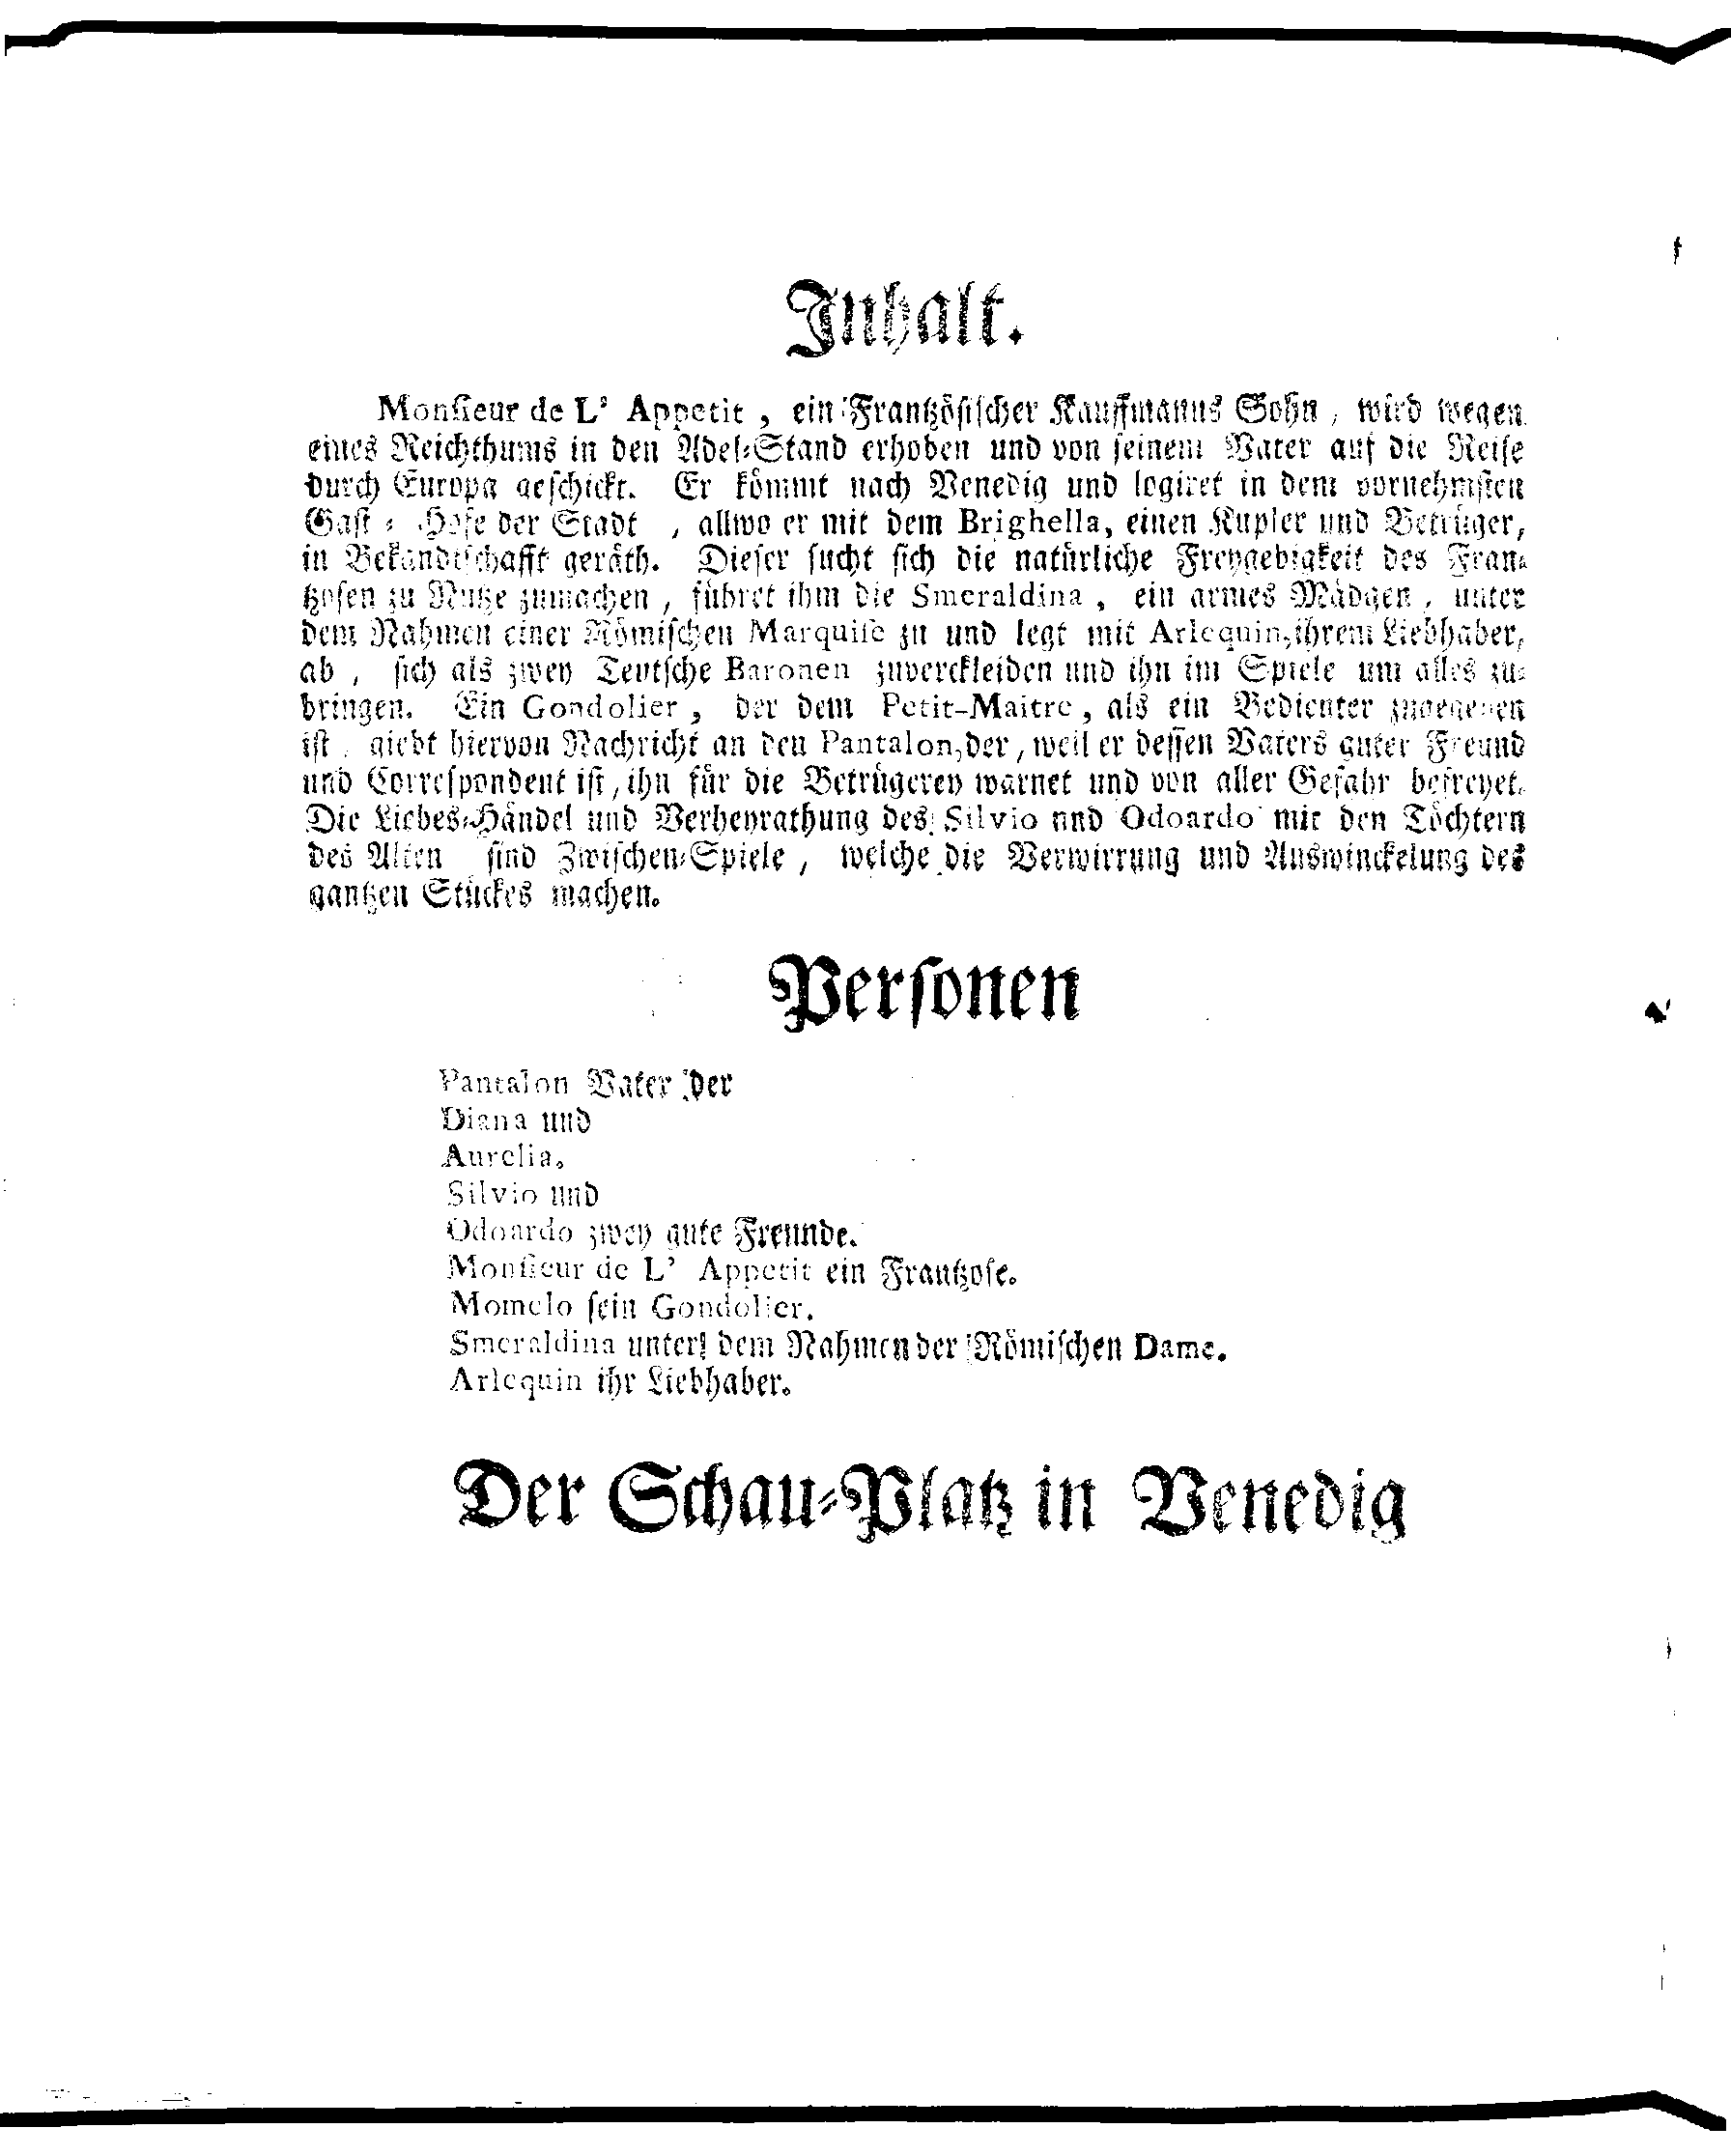 Inhalt.
Monſieur de L' Appetit, ein Frantzöſiſcher Kauffmanns Sohn, wird wegen
eines Reichthums in den Adel-Stand erhoben und von ſeinem Vater auf die Reiſe
durch Europa geſchickt. Er kömmt nach Venedig und logiret in dem vornehmſten
Gaſt-Hofe der Stadt, allwo er mit dem Brighella, einen Kupler und Betrüger,
in Bekandtſchafft geräth. Dieſer ſucht ſich die natürliche Freygebigkeit des Fran-
tzoſen zu Nutze zumachen, führet ihm die Smeraldina, ein armes Mädgen, unter
dem Nahmen einer Römiſchen Marquiſe zu und legt mit Arlequin, ihrem Liebhaber,
ab, ſich als zwey Teutſche Baronen zuverckleiden und ihn im Spiele um alles zu-
bringen. Ein Gondolier, der dem Petit-Maitre, als ein Bedienter zugegeben
iſt, giebt hiervon Nachricht an den Pantalon, der, weil er deſſen Vaters guter Freund
und Correſpondent iſt, ihn für die Betrügerey warnet und von aller Gefahr befreyet.
Die Liebes-Händel und Verheyrathung des Silvio nnd Odoardo mit den Töchtern
des Alten ſind Zwiſchen-Spiele, welche die Verwirrung und Auswinckelung des
gantzen Stückes machen.
Perſonen
Pantalon Vater der
Diana und
Aurelia.
Silvio und
Odoardo zwey gute Freunde.
Monſieur de L' Appetit ein Frantzoſe.
Momolo ſein Gondolier.
Smeraldina unter dem Nahmen der Römiſchen Dame.
Arlequin ihr Liebhaber.
Der Schau-Platz in Venedig